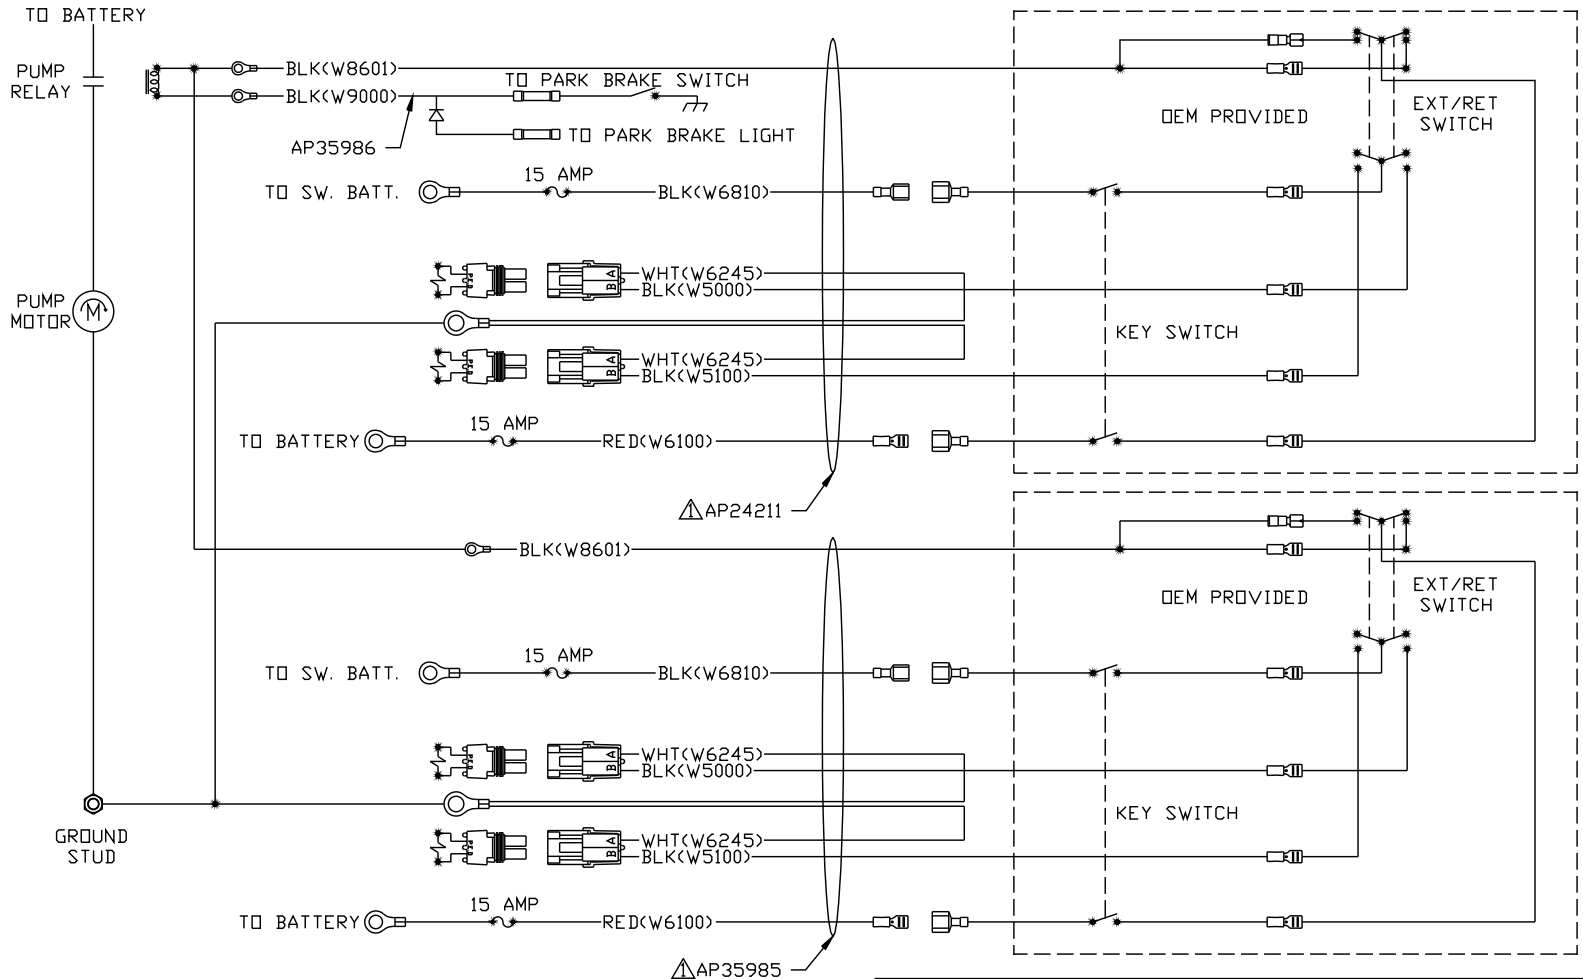 TO BATTERY
PUMP
RELAY
BLK(W8601)
BLK(W9000)
TO PARK BRAKE SWITCH
TO PARK BRAKE LIGHT
AP35986
OEM PROVIDED
EXT/RET
SWITCH
15 AMP
TO SW. BATT.
BLK(W6810)
A
B
WHT(W6245)
BLK(W5000)
PUMP
MOTOR
M
KEY SWITCH
A
B
WHT(W6245)
BLK(W5100)
15 AMP
TO BATTERY
RED(W6100)
1 AP24211
BLK(W8601)
OEM PROVIDED
EXT/RET
SWITCH
15 AMP
TO SW. BATT.
BLK(W6810)
A
B
WHT(W6245)
BLK(W5000)
KEY SWITCH
GROUND
STUD
A
B
WHT(W6245)
BLK(W5100)
15 AMP
TO BATTERY
RED(W6100)
1 AP35985